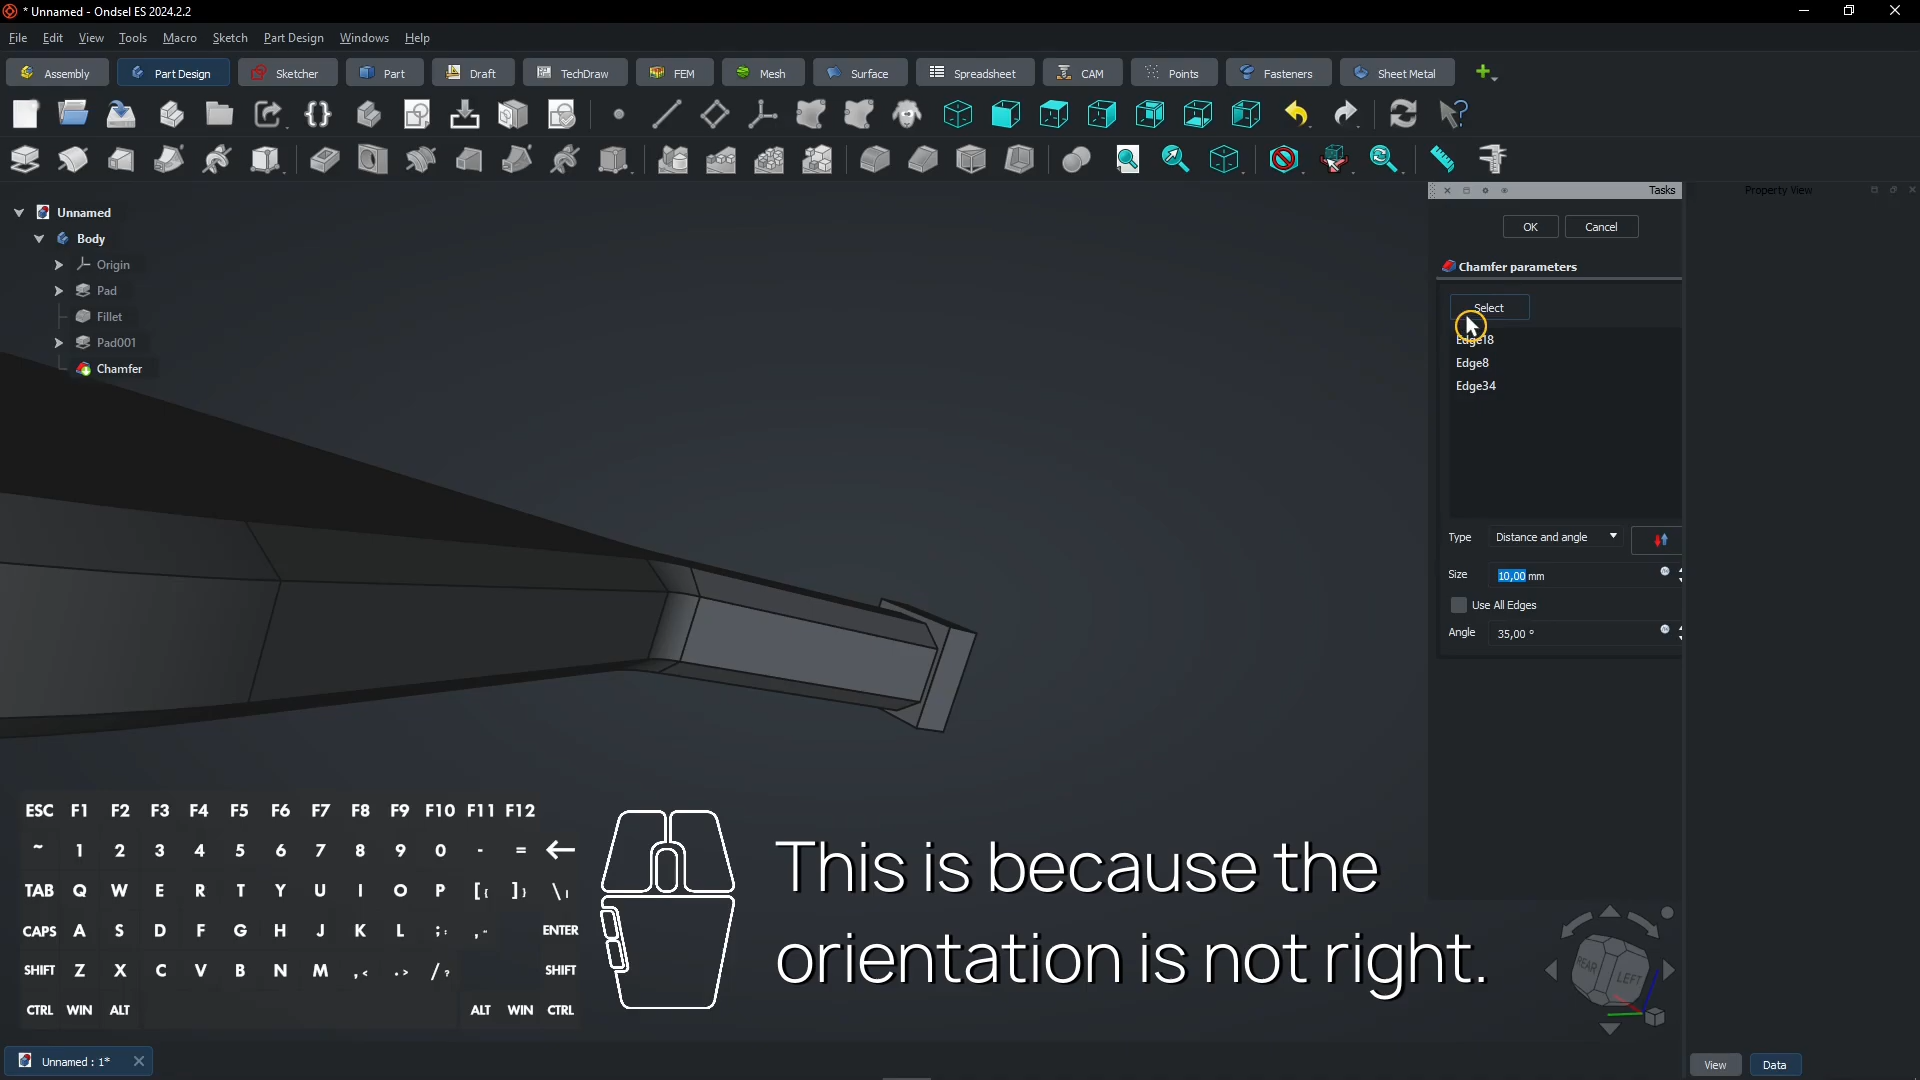 * Unnamed - Ondsel ES 2024.2.2
File Edit View Tools Macro Sketch Part Design Windows Help
Assembly Part Design Sketcher Part Draft TechDraw FEM Mesh Surface Spreadsheet CAM Points Fasteners Sheet Metal
Unnamed
Body
Origin
Pad
Fillet
Pad001
Chamfer
Tasks
Property View
OK Cancel
Chamfer parameters
Select
Edge18
Edge8
Edge34
Type Distance and angle
Size 10,00 mm
Use All Edges
Angle 35,00 °
ESC F1 F2 F3 F4 F5 F6 F7 F8 F9 F10 F11 F12
~ 1 2 3 4 5 6 7 8 9 0 - =
TAB Q W E R T Y U I O P [{ ]} \|
CAPS A S D F G H J K L ;: ," ENTER
SHIFT Z X C V B N M ,< .> /? SHIFT
CTRL WIN ALT ALT WIN CTRL
This is because the
orientation is not right.
REAR LEFT
Unnamed : 1*
View Data